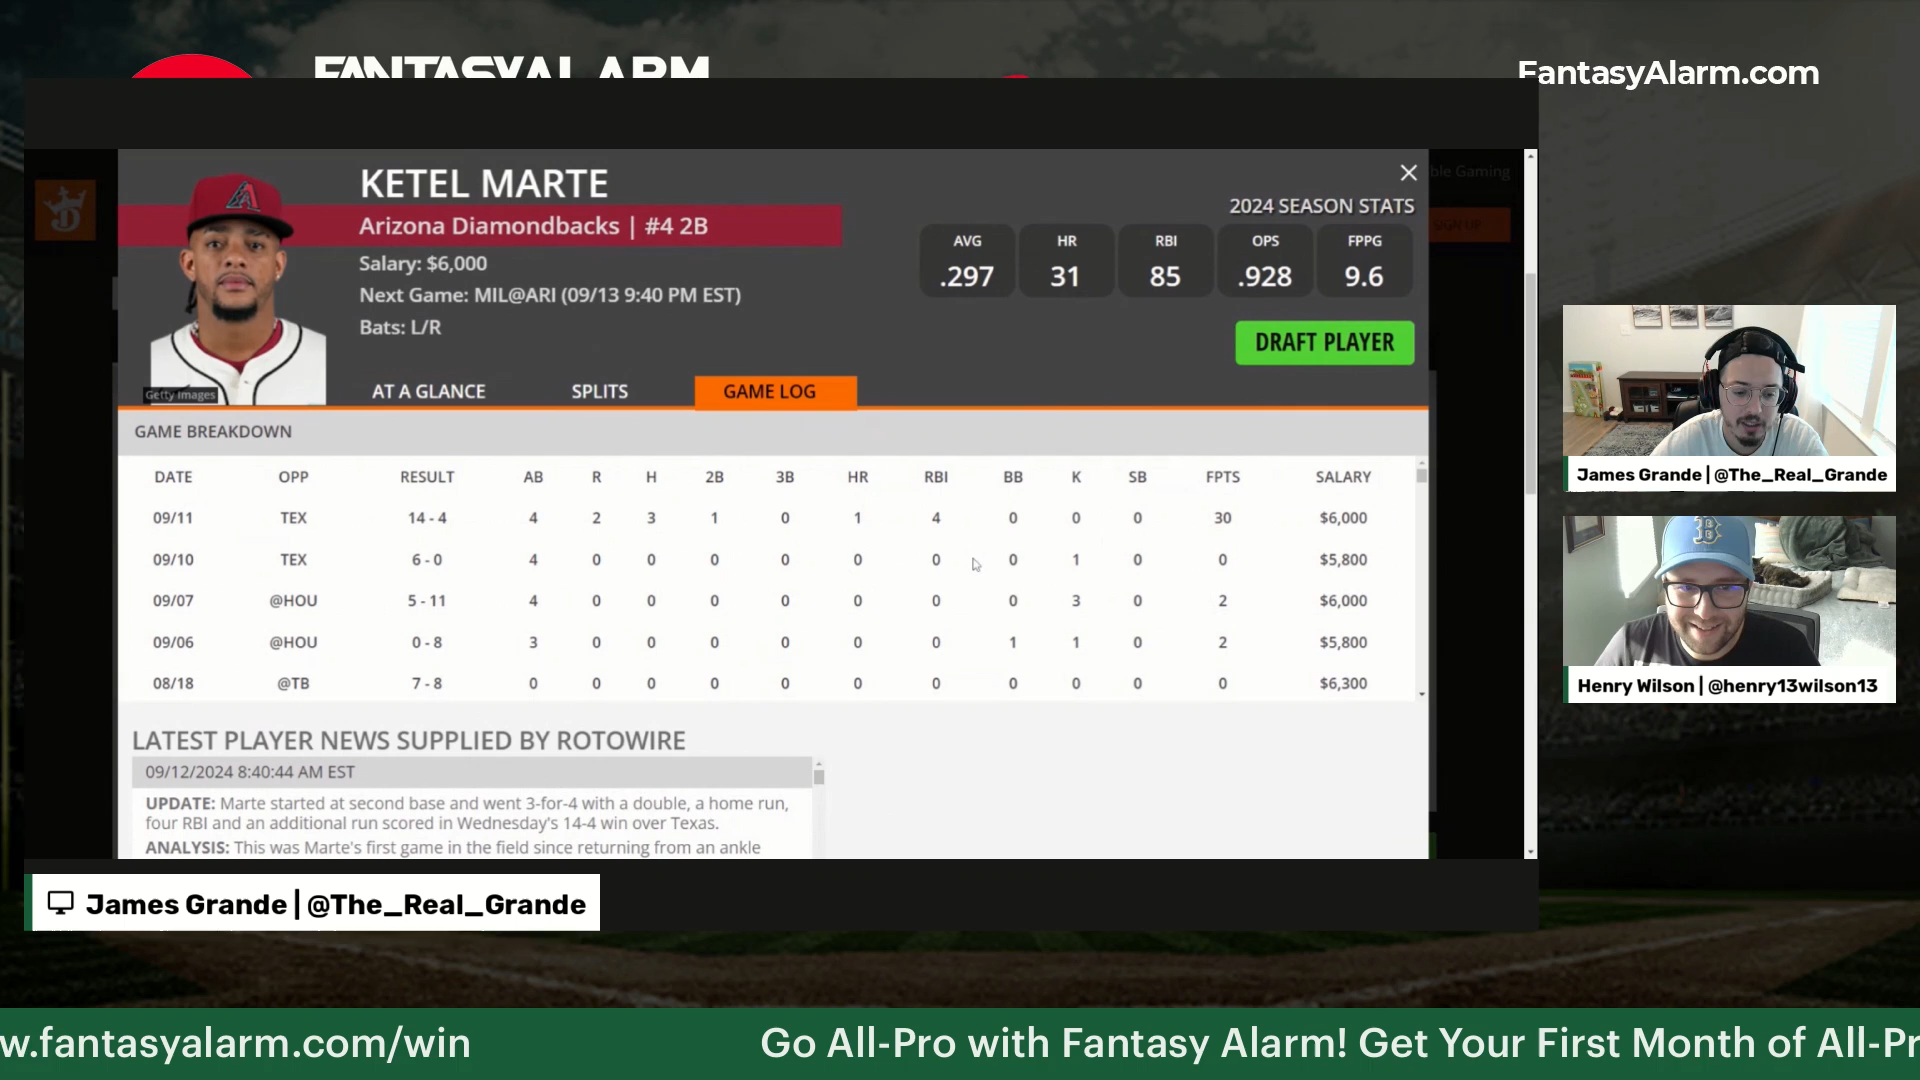 FANTASYALARM
FantasyAlarm.com
ble Gaming
SIGN UP
KETEL MARTE
Arizona Diamondbacks | #4 2B
Salary: $6,000
Next Game: MIL@ARI (09/13 9:40 PM EST)
Bats: L/R
2024 SEASON STATS
AVG HR RBI OPS FPPG
.297 31 85 .928 9.6
DRAFT PLAYER
Getty Images
AT A GLANCE SPLITS GAME LOG
GAME BREAKDOWN
DATE OPP RESULT AB R H 2B 3B HR RBI BB K SB FPTS SALARY
09/11 TEX 14 - 4 4 2 3 1 0 1 4 0 0 0 30 $6,000
09/10 TEX 6 - 0 4 0 0 0 0 0 0 0 1 0 0 $5,800
09/07 @HOU 5 - 11 4 0 0 0 0 0 0 0 3 0 2 $6,000
09/06 @HOU 0 - 8 3 0 0 0 0 0 0 1 1 0 2 $5,800
08/18 @TB 7 - 8 0 0 0 0 0 0 0 0 0 0 0 $6,300
LATEST PLAYER NEWS SUPPLIED BY ROTOWIRE
09/12/2024 8:40:44 AM EST
UPDATE: Marte started at second base and went 3-for-4 with a double, a home run,
four RBI and an additional run scored in Wednesday's 14-4 win over Texas.
ANALYSIS: This was Marte's first game in the field since returning from an ankle
James Grande | @The_Real_Grande
Henry Wilson | @henry13wilson13
James Grande | @The_Real_Grande
w.fantasyalarm.com/win Go All-Pro with Fantasy Alarm! Get Your First Month of All-Pr